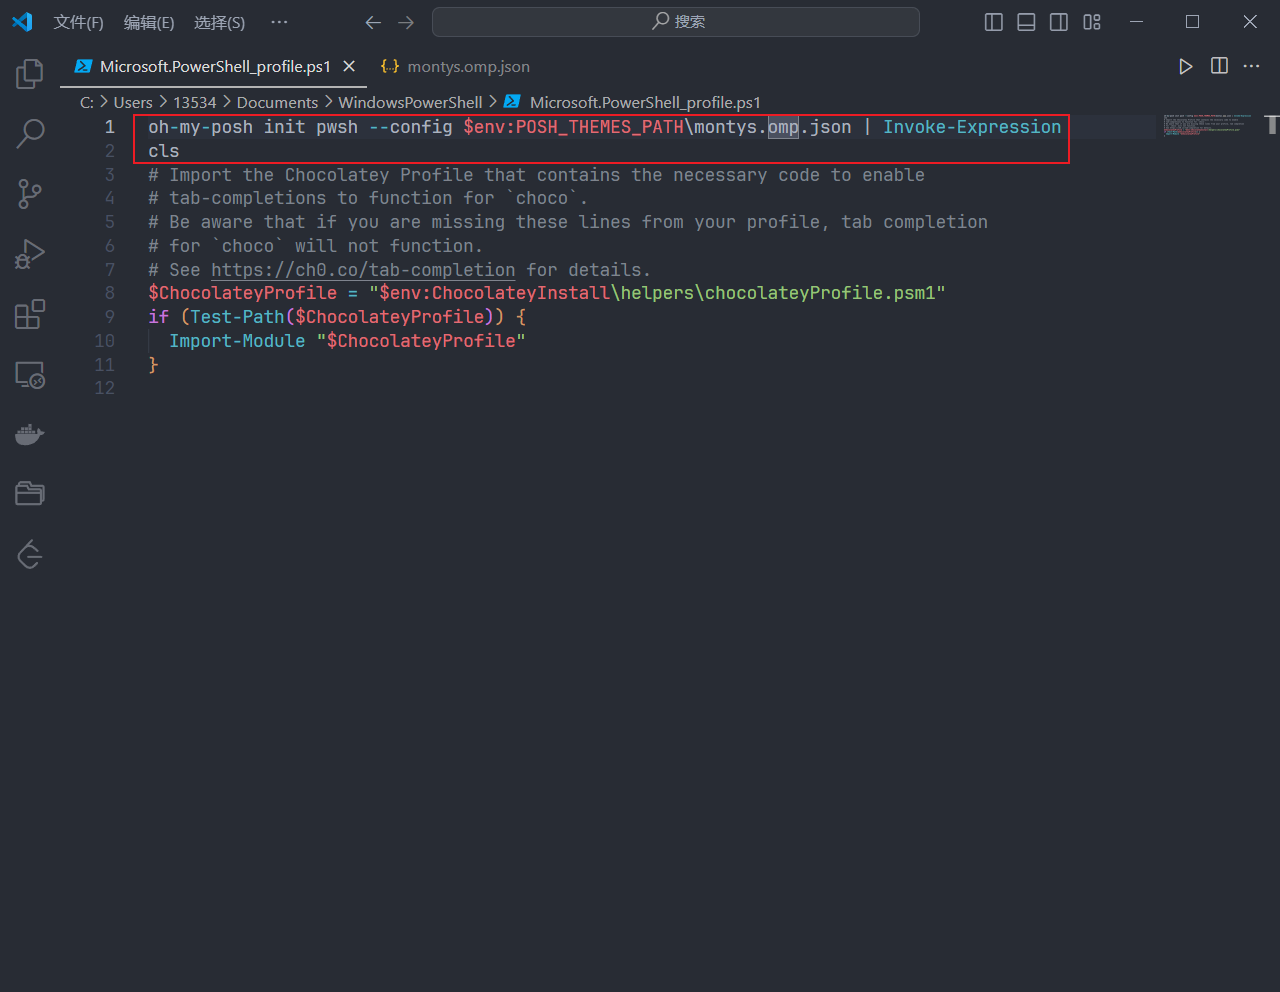 文件(F) 编辑(E) 选择(S) ··· 搜索
Microsoft.PowerShell_profile.ps1 {..} montys.omp.json
C: > Users > 13534 > Documents > WindowsPowerShell > Microsoft.PowerShell_profile.ps1
1 oh-my-posh init pwsh --config $env:POSH_THEMES_PATH\montys.omp.json | Invoke-Expression
2 cls
3 # Import the Chocolatey Profile that contains the necessary code to enable
4 # tab-completions to function for `choco`.
5 # Be aware that if you are missing these lines from your profile, tab completion
6 # for `choco` will not function.
7 # See https://ch0.co/tab-completion for details.
8 $ChocolateyProfile = "$env:ChocolateyInstall\helpers\chocolateyProfile.psm1"
9 if (Test-Path($ChocolateyProfile)) {
10   Import-Module "$ChocolateyProfile"
11 }
12